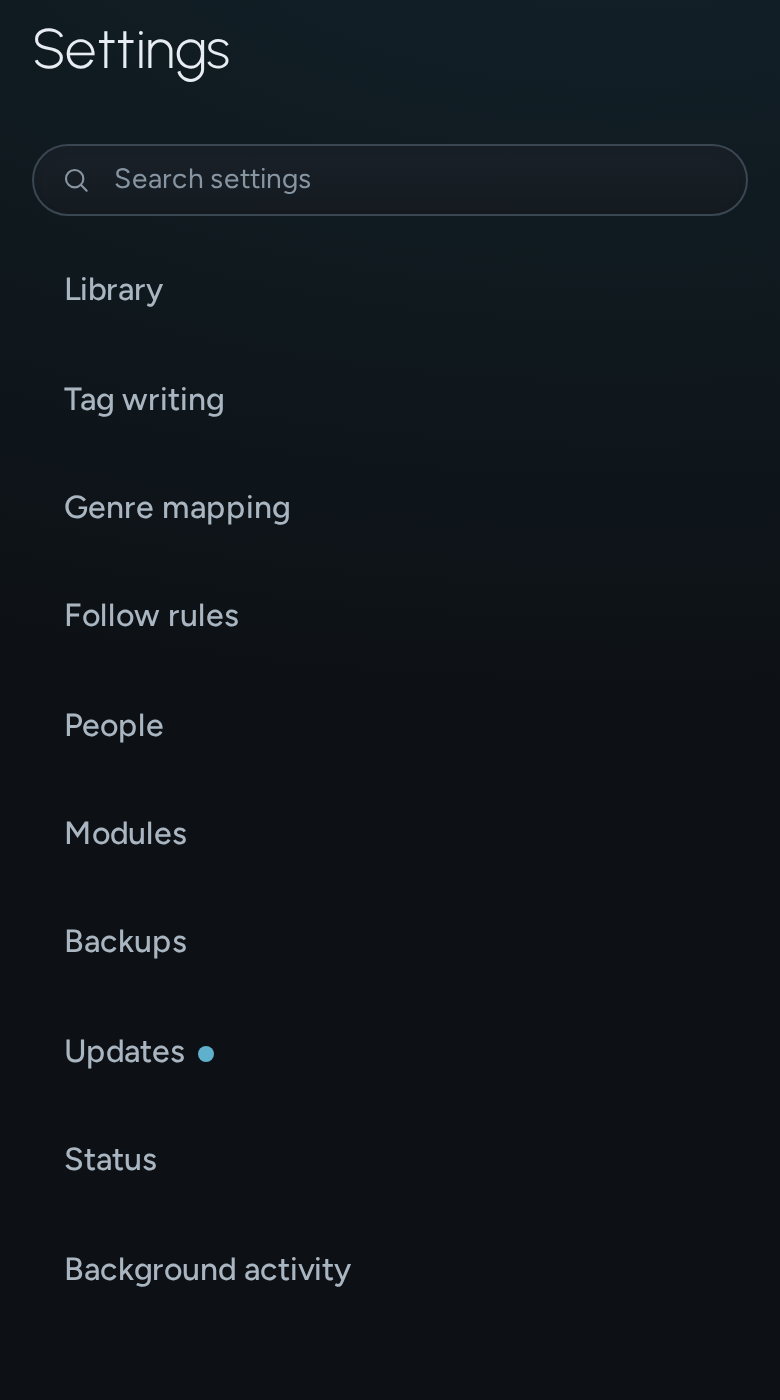 Settings
Search settings
Library
Tag writing
Genre mapping
Follow rules
People
Modules
Backups
Updates
Status
Background activity